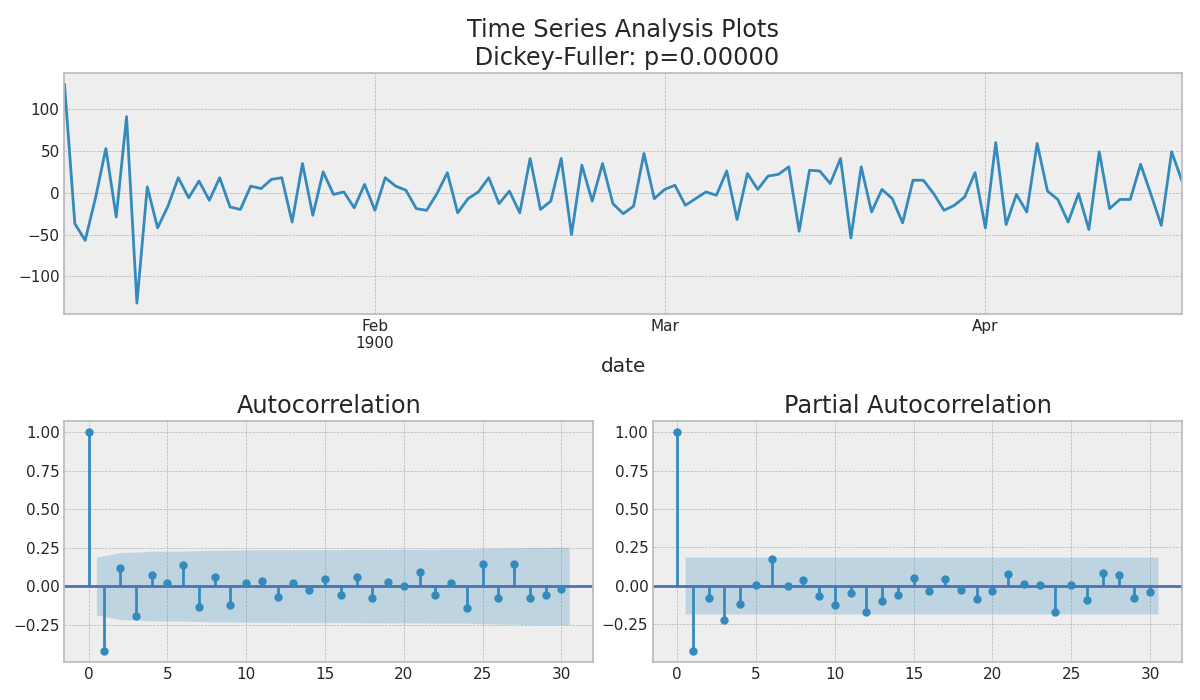 Time Series Analysis Plots
Dickey-Fuller: p=0.00000
100
50
0
−50
−100
Feb
1900
Mar
Apr
date
Autocorrelation
1.00
0.75
0.50
0.25
0.00
−0.25
0 5 10 15 20 25 30
Partial Autocorrelation
1.00
0.75
0.50
0.25
0.00
−0.25
0 5 10 15 20 25 30